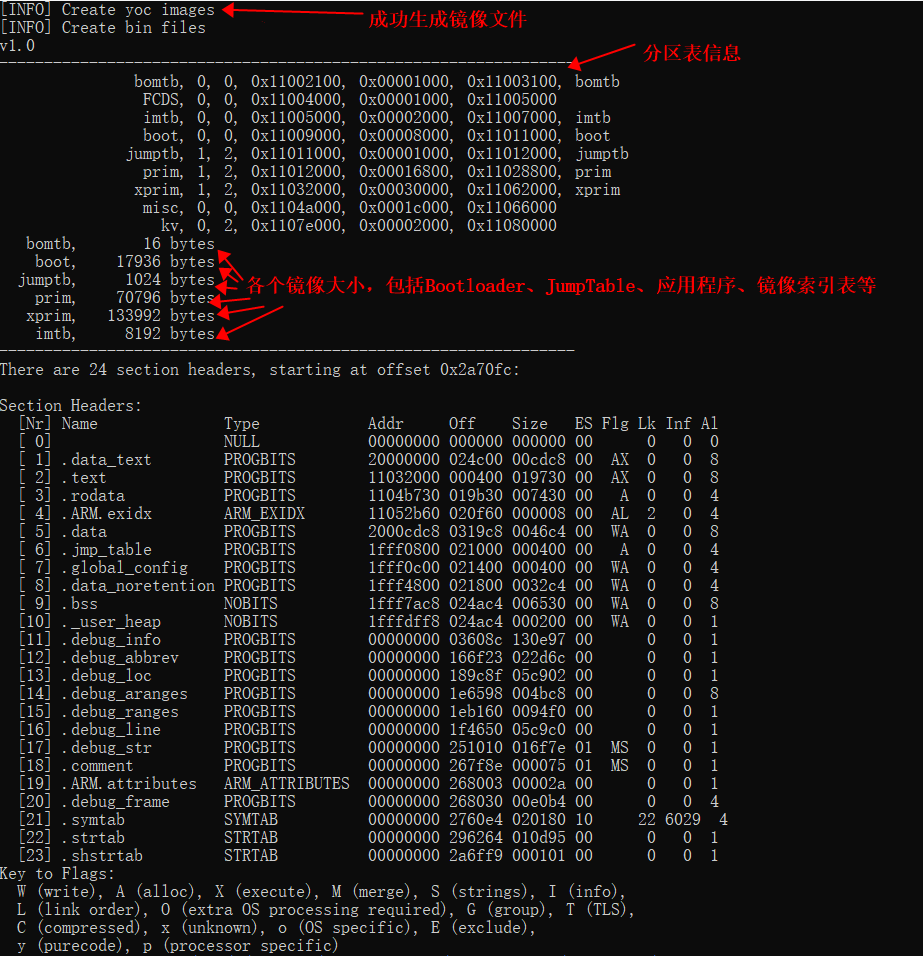 [INFO] Create yoc images
成功生成镜像文件
[INFO] Create bin files
v1.0
分区表信息
---------------------------------------------------------------
bomtb, 0, 0, 0x11002100, 0x00001000, 0x11003100, bomtb
FCDS, 0, 0, 0x11004000, 0x00001000, 0x11005000
imtb, 0, 0, 0x11005000, 0x00002000, 0x11007000, imtb
boot, 0, 0, 0x11009000, 0x00008000, 0x11011000, boot
jumptb, 1, 2, 0x11011000, 0x00001000, 0x11012000, jumptb
prim, 1, 2, 0x11012000, 0x00016800, 0x11028800, prim
xprim, 1, 2, 0x11032000, 0x00030000, 0x11062000, xprim
misc, 0, 0, 0x1104a000, 0x0001c000, 0x11066000
kv, 0, 2, 0x1107e000, 0x00002000, 0x11080000
bomtb, 16 bytes
boot, 17936 bytes
jumptb, 1024 bytes
各个镜像大小，包括Bootloader、JumpTable、应用程序、镜像索引表等
prim, 70796 bytes
xprim, 133992 bytes
imtb, 8192 bytes
---------------------------------------------------------------
There are 24 section headers, starting at offset 0x2a70fc:
Section Headers:
[Nr] Name Type Addr Off Size ES Flg Lk Inf Al
[ 0] NULL 00000000 000000 000000 00 0 0 0
[ 1] .data_text PROGBITS 20000000 024c00 00cdc8 00 AX 0 0 8
[ 2] .text PROGBITS 11032000 000400 019730 00 AX 0 0 8
[ 3] .rodata PROGBITS 1104b730 019b30 007430 00 A 0 0 4
[ 4] .ARM.exidx ARM_EXIDX 11052b60 020f60 000008 00 AL 2 0 4
[ 5] .data PROGBITS 2000cdc8 0319c8 0046c4 00 WA 0 0 8
[ 6] .jmp_table PROGBITS 1fff0800 021000 000400 00 A 0 0 4
[ 7] .global_config PROGBITS 1fff0c00 021400 000400 00 WA 0 0 4
[ 8] .data_noretention PROGBITS 1fff4800 021800 0032c4 00 WA 0 0 4
[ 9] .bss NOBITS 1fff7ac8 024ac4 006530 00 WA 0 0 8
[10] ._user_heap NOBITS 1fffdff8 024ac4 000200 00 WA 0 0 1
[11] .debug_info PROGBITS 00000000 03608c 130e97 00 0 0 1
[12] .debug_abbrev PROGBITS 00000000 166f23 022d6c 00 0 0 1
[13] .debug_loc PROGBITS 00000000 189c8f 05c902 00 0 0 1
[14] .debug_aranges PROGBITS 00000000 1e6598 004bc8 00 0 0 8
[15] .debug_ranges PROGBITS 00000000 1eb160 0094f0 00 0 0 1
[16] .debug_line PROGBITS 00000000 1f4650 05c9c0 00 0 0 1
[17] .debug_str PROGBITS 00000000 251010 016f7e 01 MS 0 0 1
[18] .comment PROGBITS 00000000 267f8e 000075 01 MS 0 0 1
[19] .ARM.attributes ARM_ATTRIBUTES 00000000 268003 00002a 00 0 0 1
[20] .debug_frame PROGBITS 00000000 268030 00e0b4 00 0 0 4
[21] .symtab SYMTAB 00000000 2760e4 020180 10 22 6029 4
[22] .strtab STRTAB 00000000 296264 010d95 00 0 0 1
[23] .shstrtab STRTAB 00000000 2a6ff9 000101 00 0 0 1
Key to Flags:
W (write), A (alloc), X (execute), M (merge), S (strings), I (info),
L (link order), O (extra OS processing required), G (group), T (TLS),
C (compressed), x (unknown), o (OS specific), E (exclude),
y (purecode), p (processor specific)